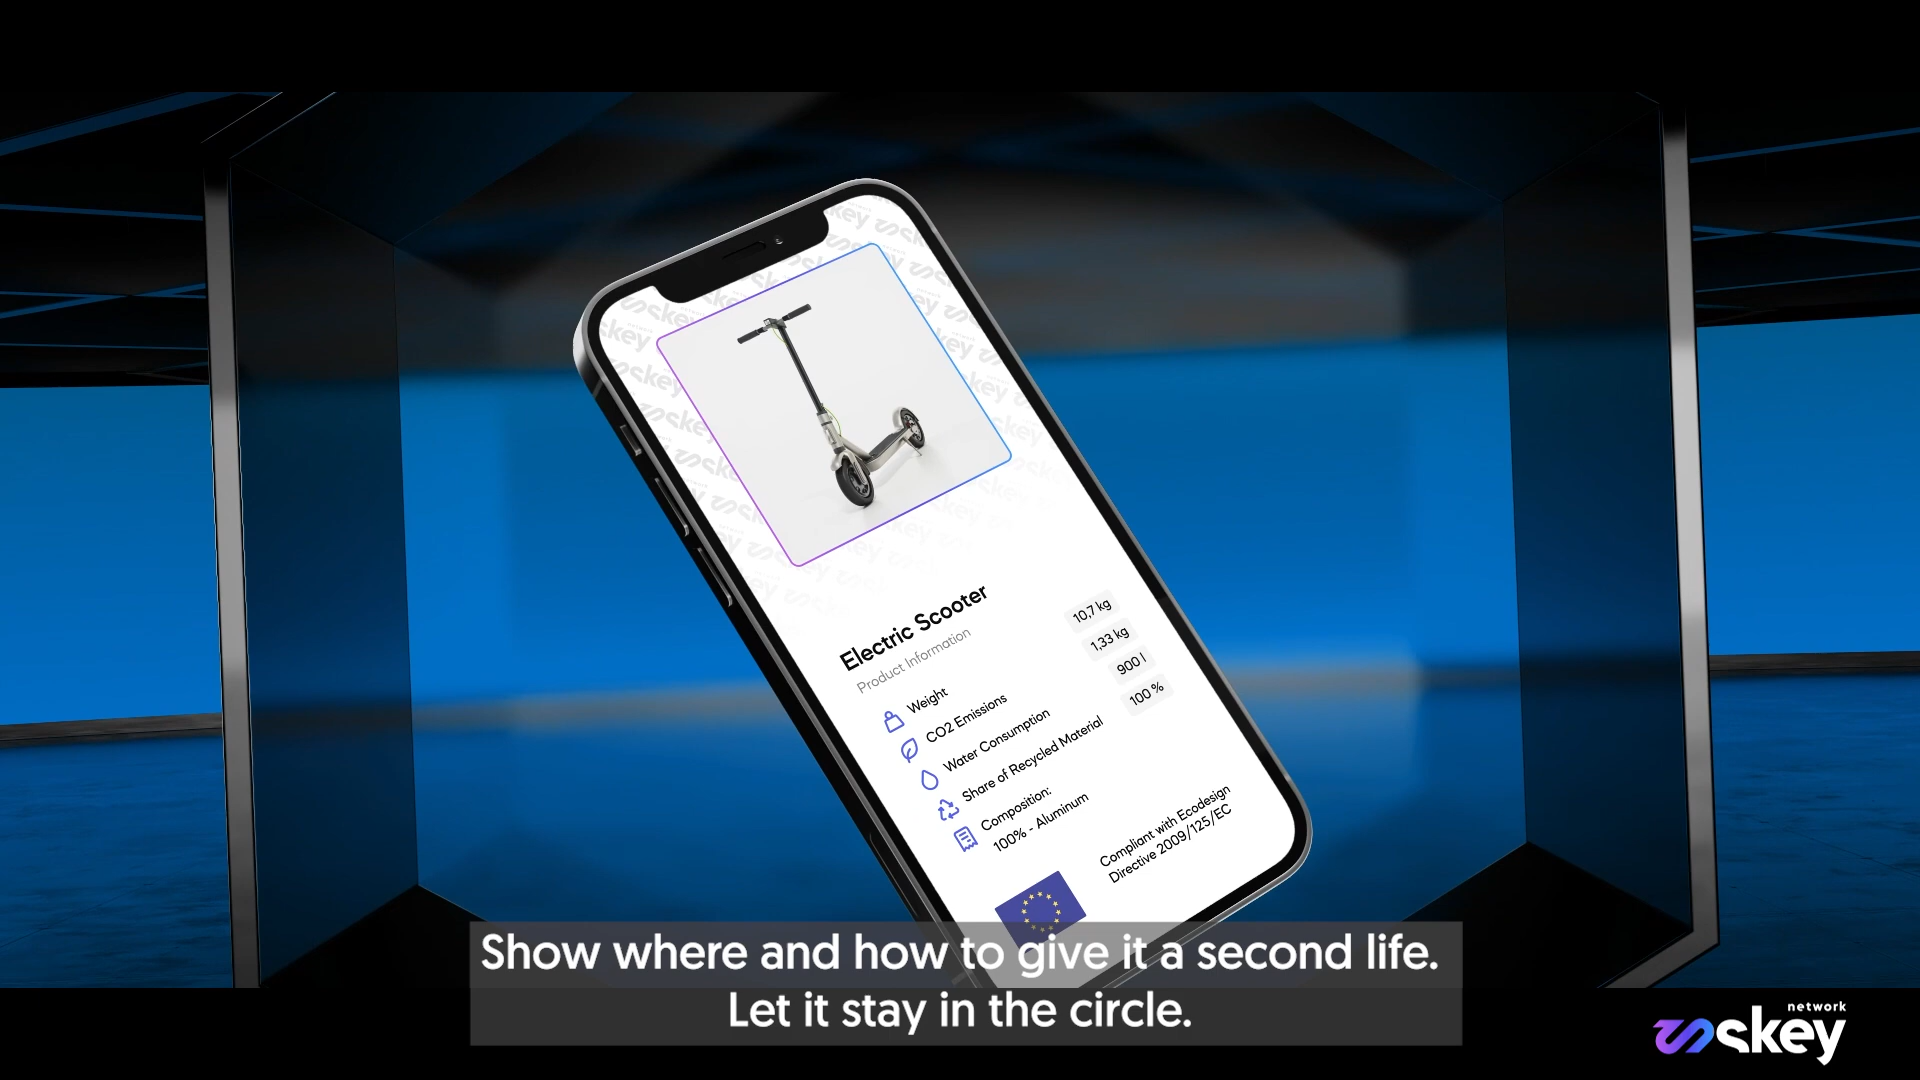 Electric Scooter
Product Information
Weight
10,7 kg
CO2 Emissions
1,33 kg
Water Consumption
900 l
Share of Recycled Material
100 %
Composition:
100% - Aluminum
Compliant with Ecodesign
Directive 2009/125/EC
Show where and how to give it a second life.
Let it stay in the circle.
network
skey